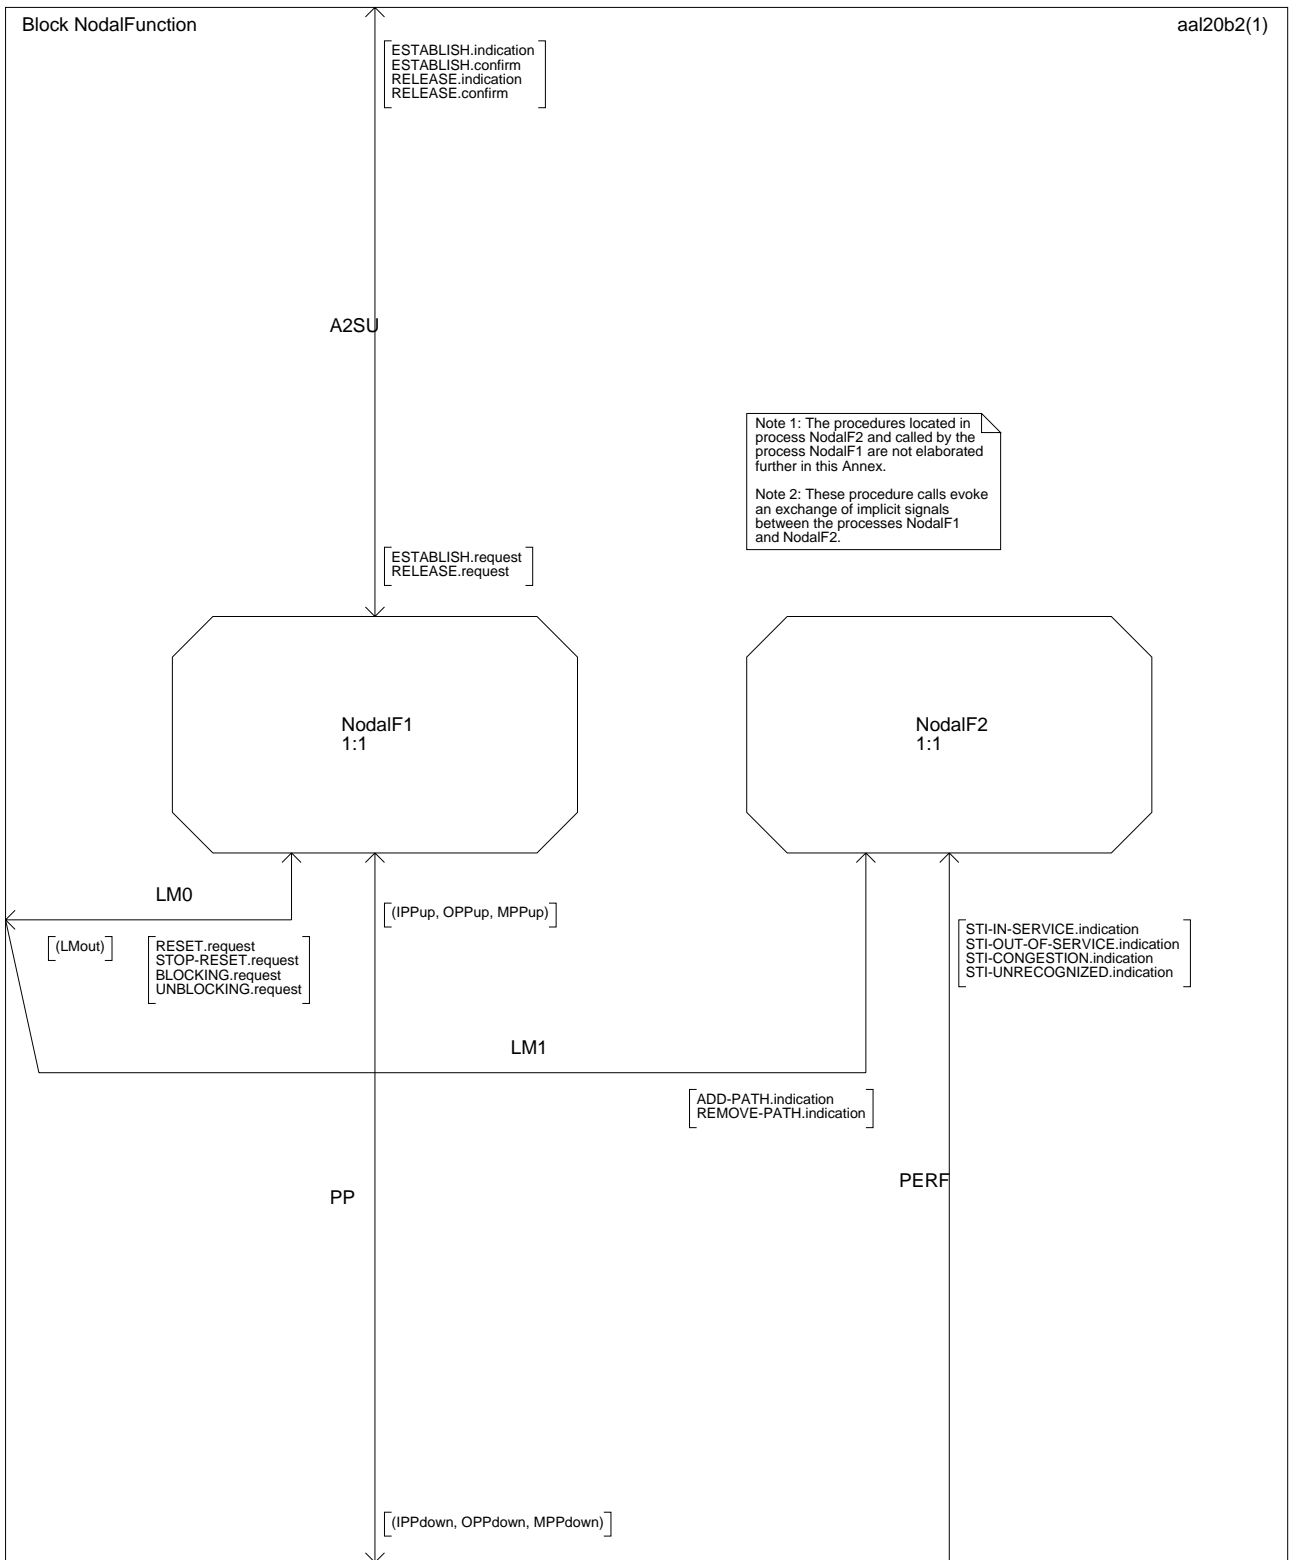 Block NodalFunction
aal20b2(1)
ESTABLISH.indication
ESTABLISH.confirm
RELEASE.indication
RELEASE.confirm
A2SU
Note 1: The procedures located in
process NodalF2 and called by the
process NodalF1 are not elaborated
further in this Annex.
Note 2: These procedure calls evoke
an exchange of implicit signals
between the processes NodalF1
and NodalF2.
ESTABLISH.request
RELEASE.request
NodalF1
1:1
NodalF2
1:1
LM0
(LMout)
RESET.request
STOP-RESET.request
BLOCKING.request
UNBLOCKING.request
(IPPup, OPPup, MPPup)
STI-IN-SERVICE.indication
STI-OUT-OF-SERVICE.indication
STI-CONGESTION.indication
STI-UNRECOGNIZED.indication
LM1
ADD-PATH.indication
REMOVE-PATH.indication
PERF
PP
(IPPdown, OPPdown, MPPdown)